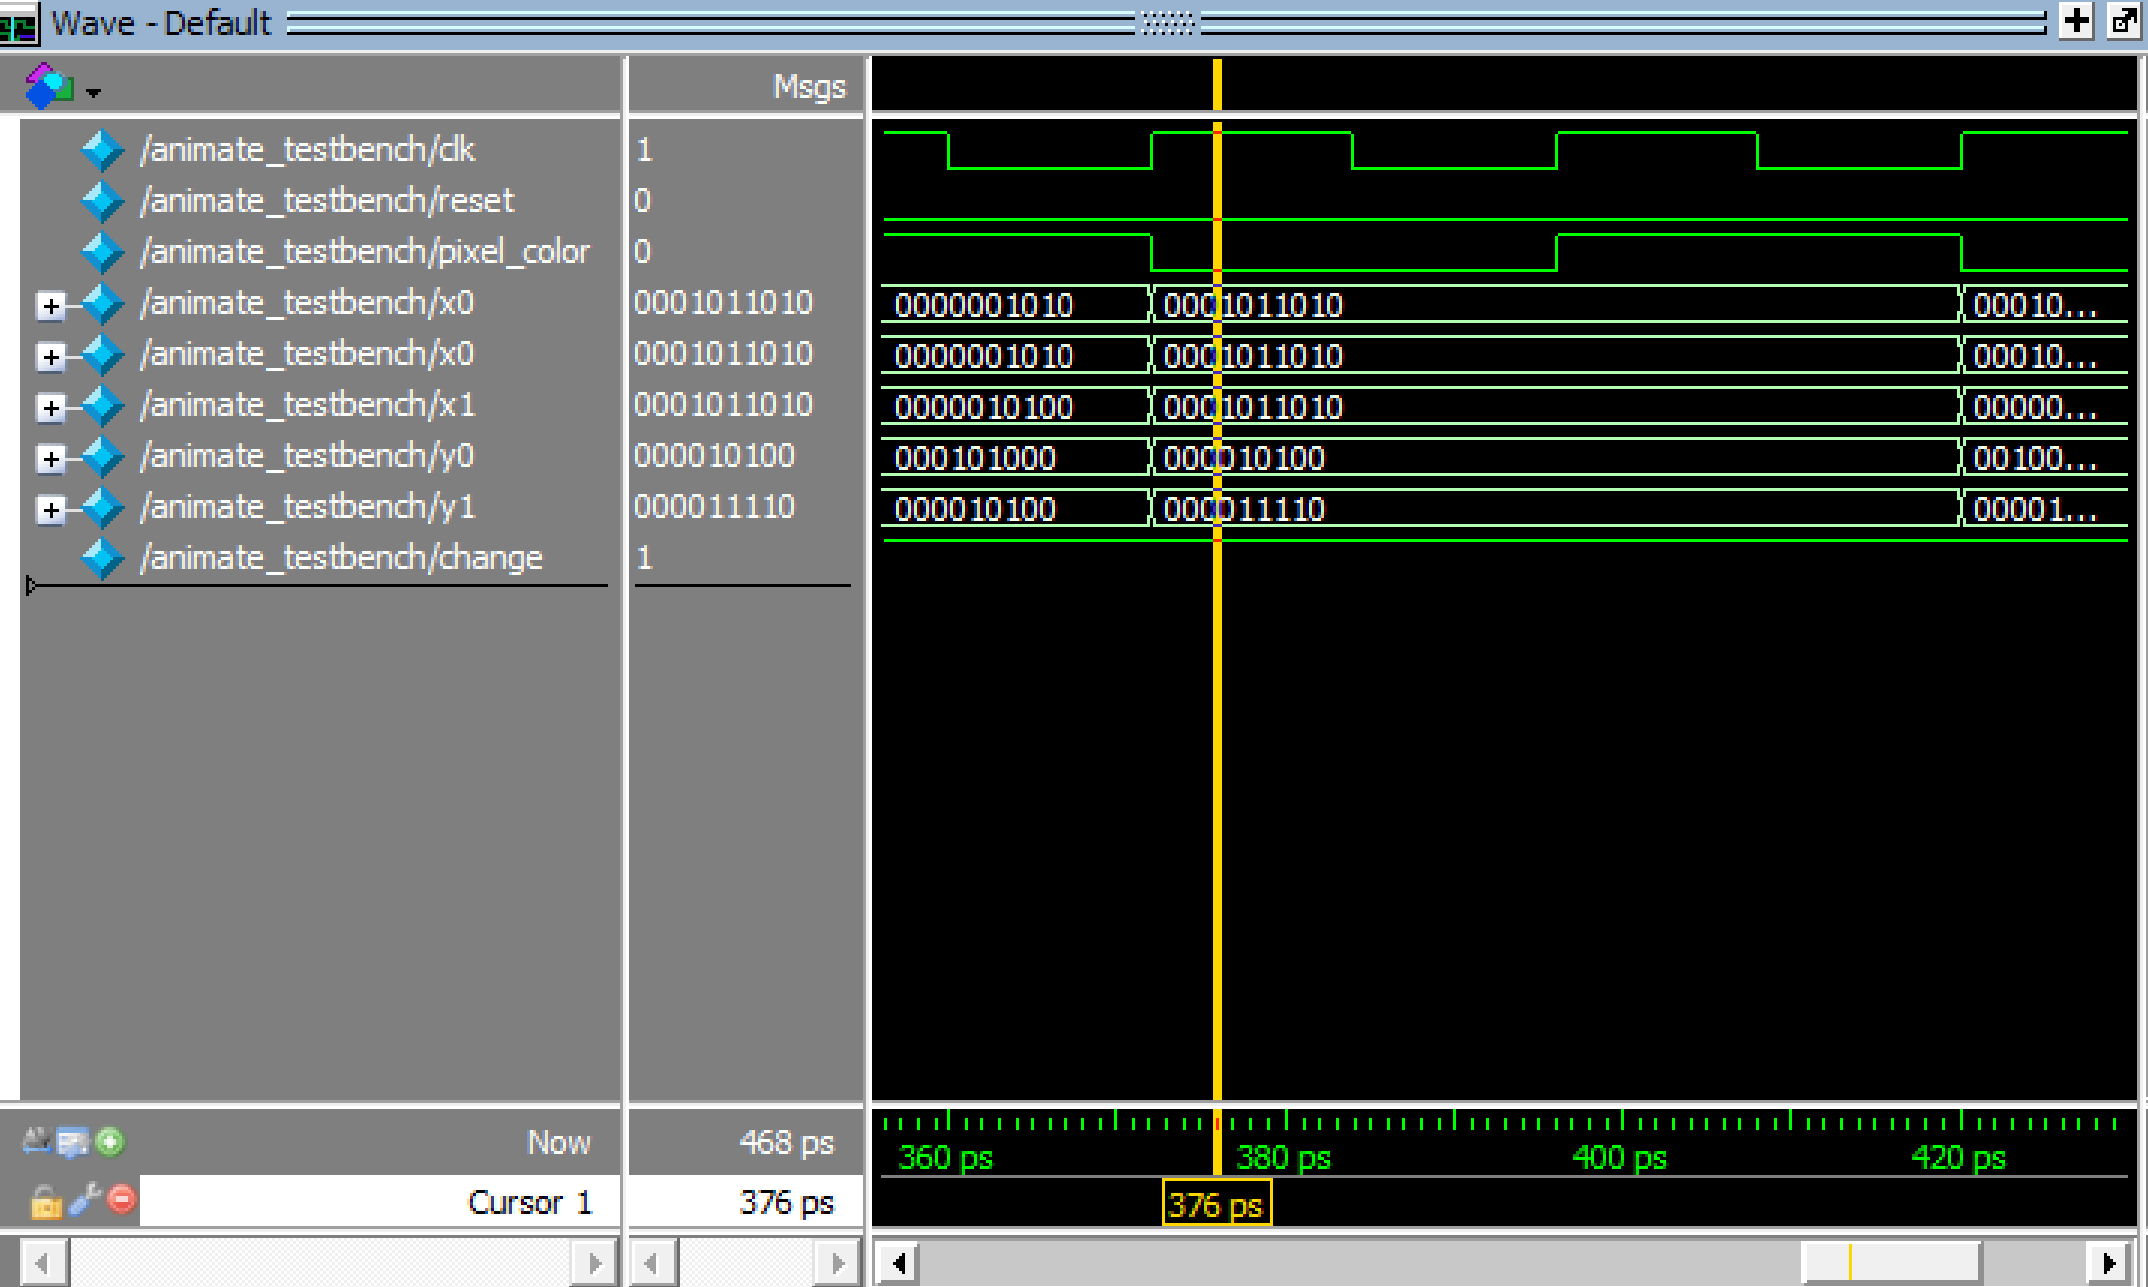 Wave - Default
Msgs
/animate_testbench/clk 1
/animate_testbench/reset 0
/animate_testbench/pixel_color 0
/animate_testbench/x0 0001011010 0000001010 0001011010 00010...
/animate_testbench/x0 0001011010 0000001010 0001011010 00010...
/animate_testbench/x1 0001011010 0000010100 0001011010 00000...
/animate_testbench/y0 000010100 000101000 000010100 00100...
/animate_testbench/y1 000011110 000010100 000011110 00001...
/animate_testbench/change 1
Now 468 ps 360 ps 380 ps 400 ps 420 ps
Cursor 1 376 ps 376 ps